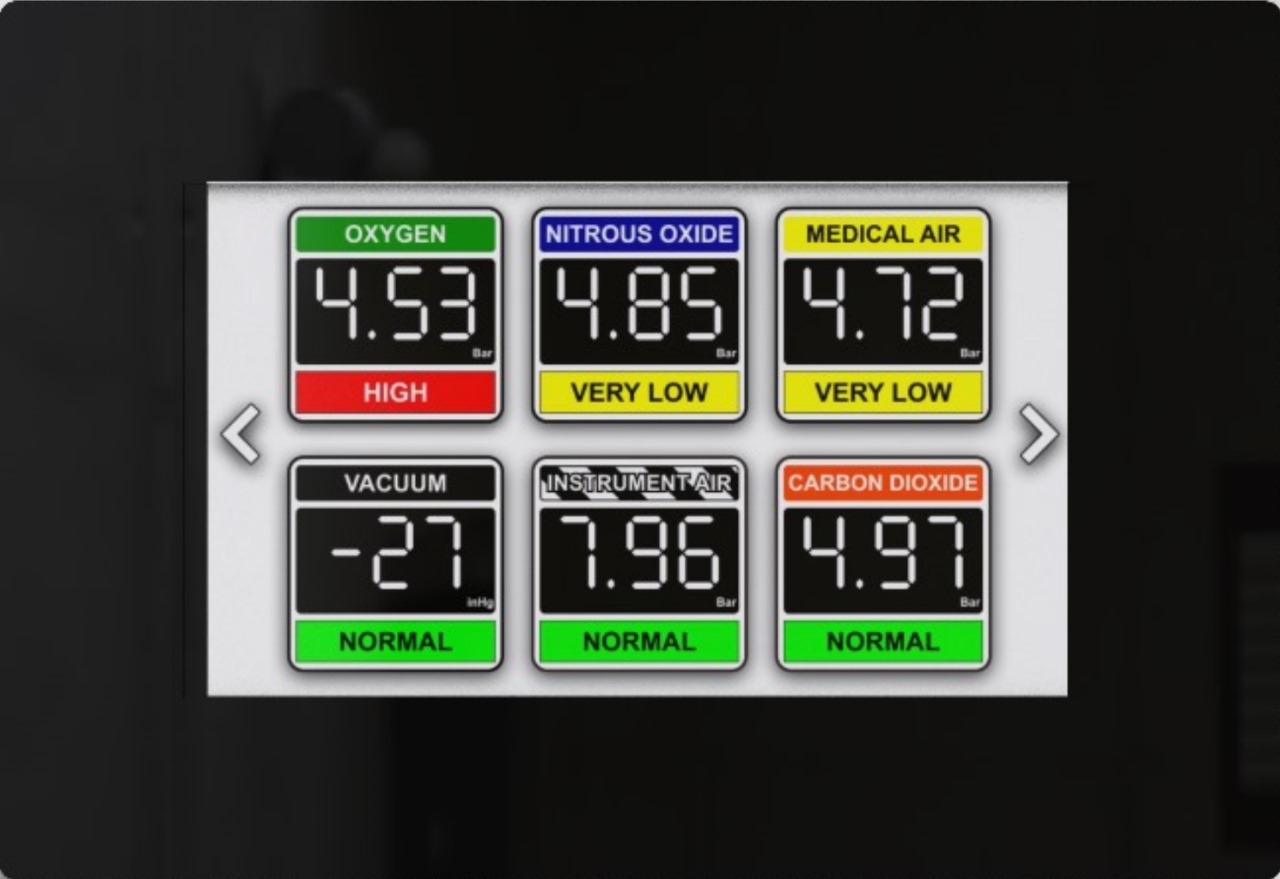 OXYGEN
4.53
Bar
HIGH
NITROUS OXIDE
4.85
Bar
VERY LOW
MEDICAL AIR
4.72
Bar
VERY LOW
VACUUM
-27
inHg
NORMAL
INSTRUMENT AIR
7.96
Bar
NORMAL
CARBON DIOXIDE
4.97
Bar
NORMAL